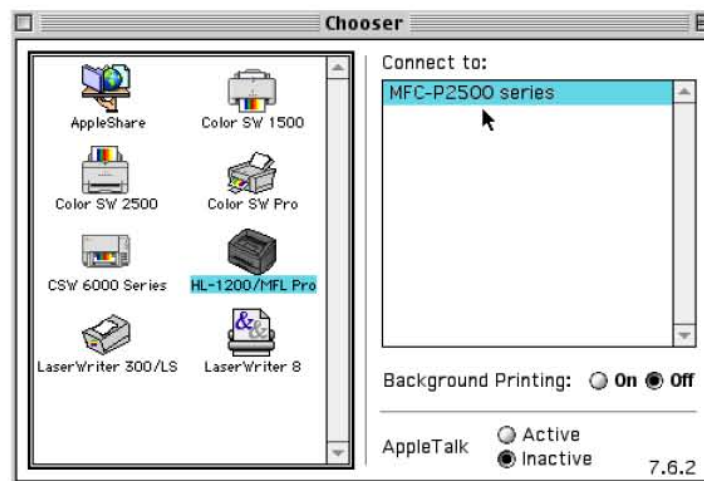 Chooser
AppleShare
Color SW 1500
Color SW 2500
Color SW Pro
CSW 6000 Series
HL-1200/MFL Pro
LaserWriter 300/LS
LaserWriter 8
Connect to:
MFC-P2500 series
Background Printing: On Off
AppleTalk
Active
Inactive
7.6.2